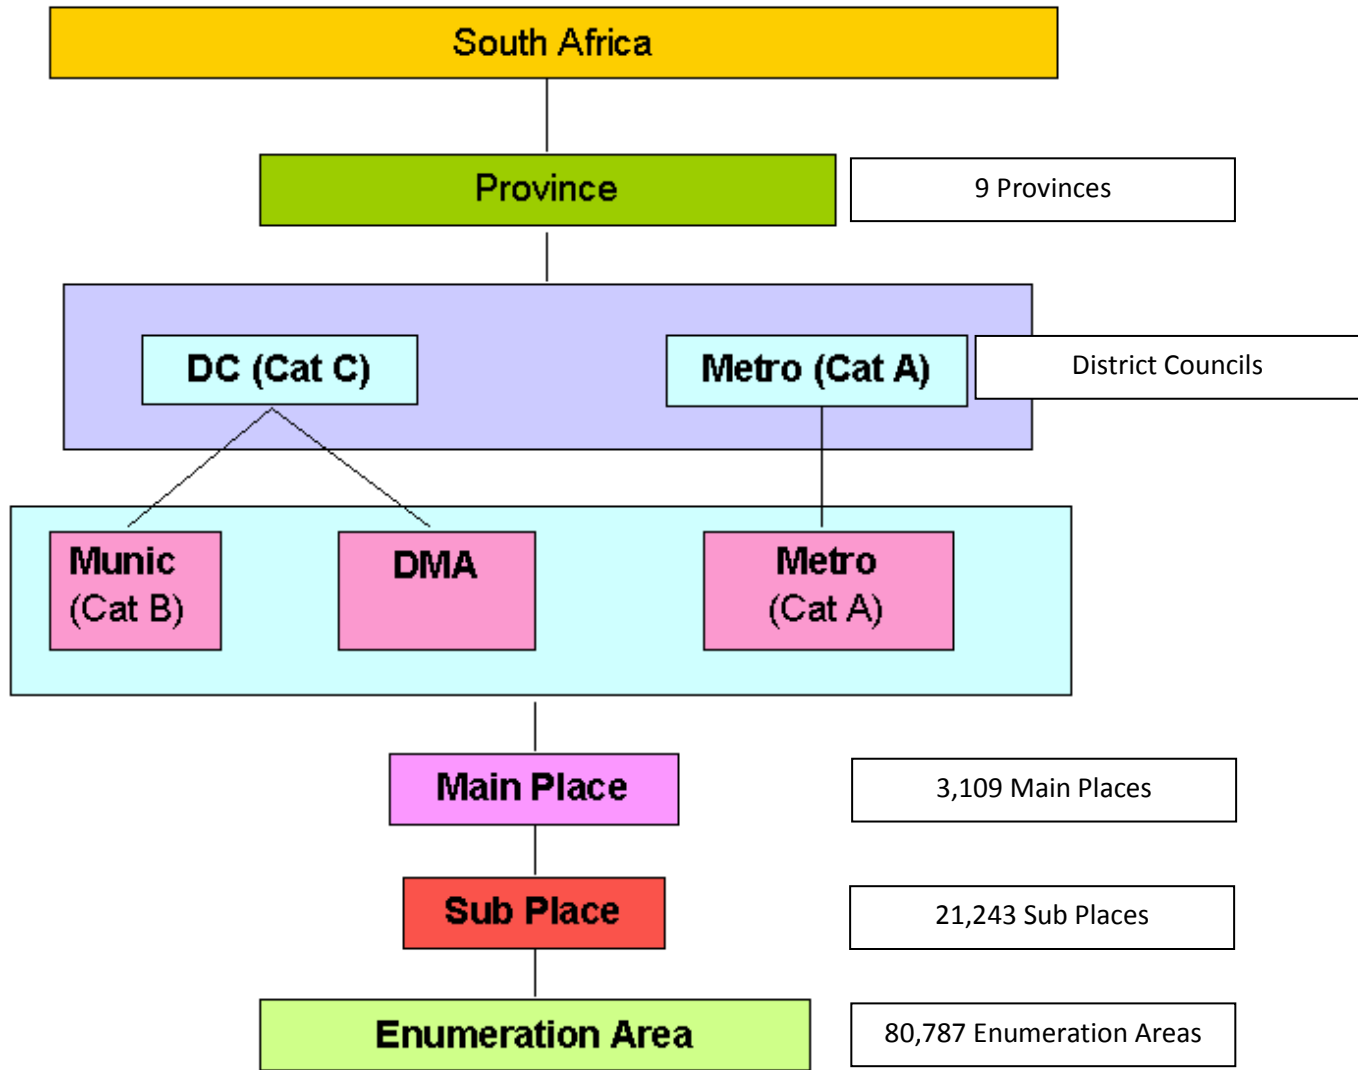 South Africa
Province
9 Provinces
DC (Cat C)
Metro (Cat A)
District Councils
Munic
(Cat B)
DMA
Metro
(Cat A)
Main Place
3,109 Main Places
Sub Place
21,243 Sub Places
Enumeration Area
80,787 Enumeration Areas